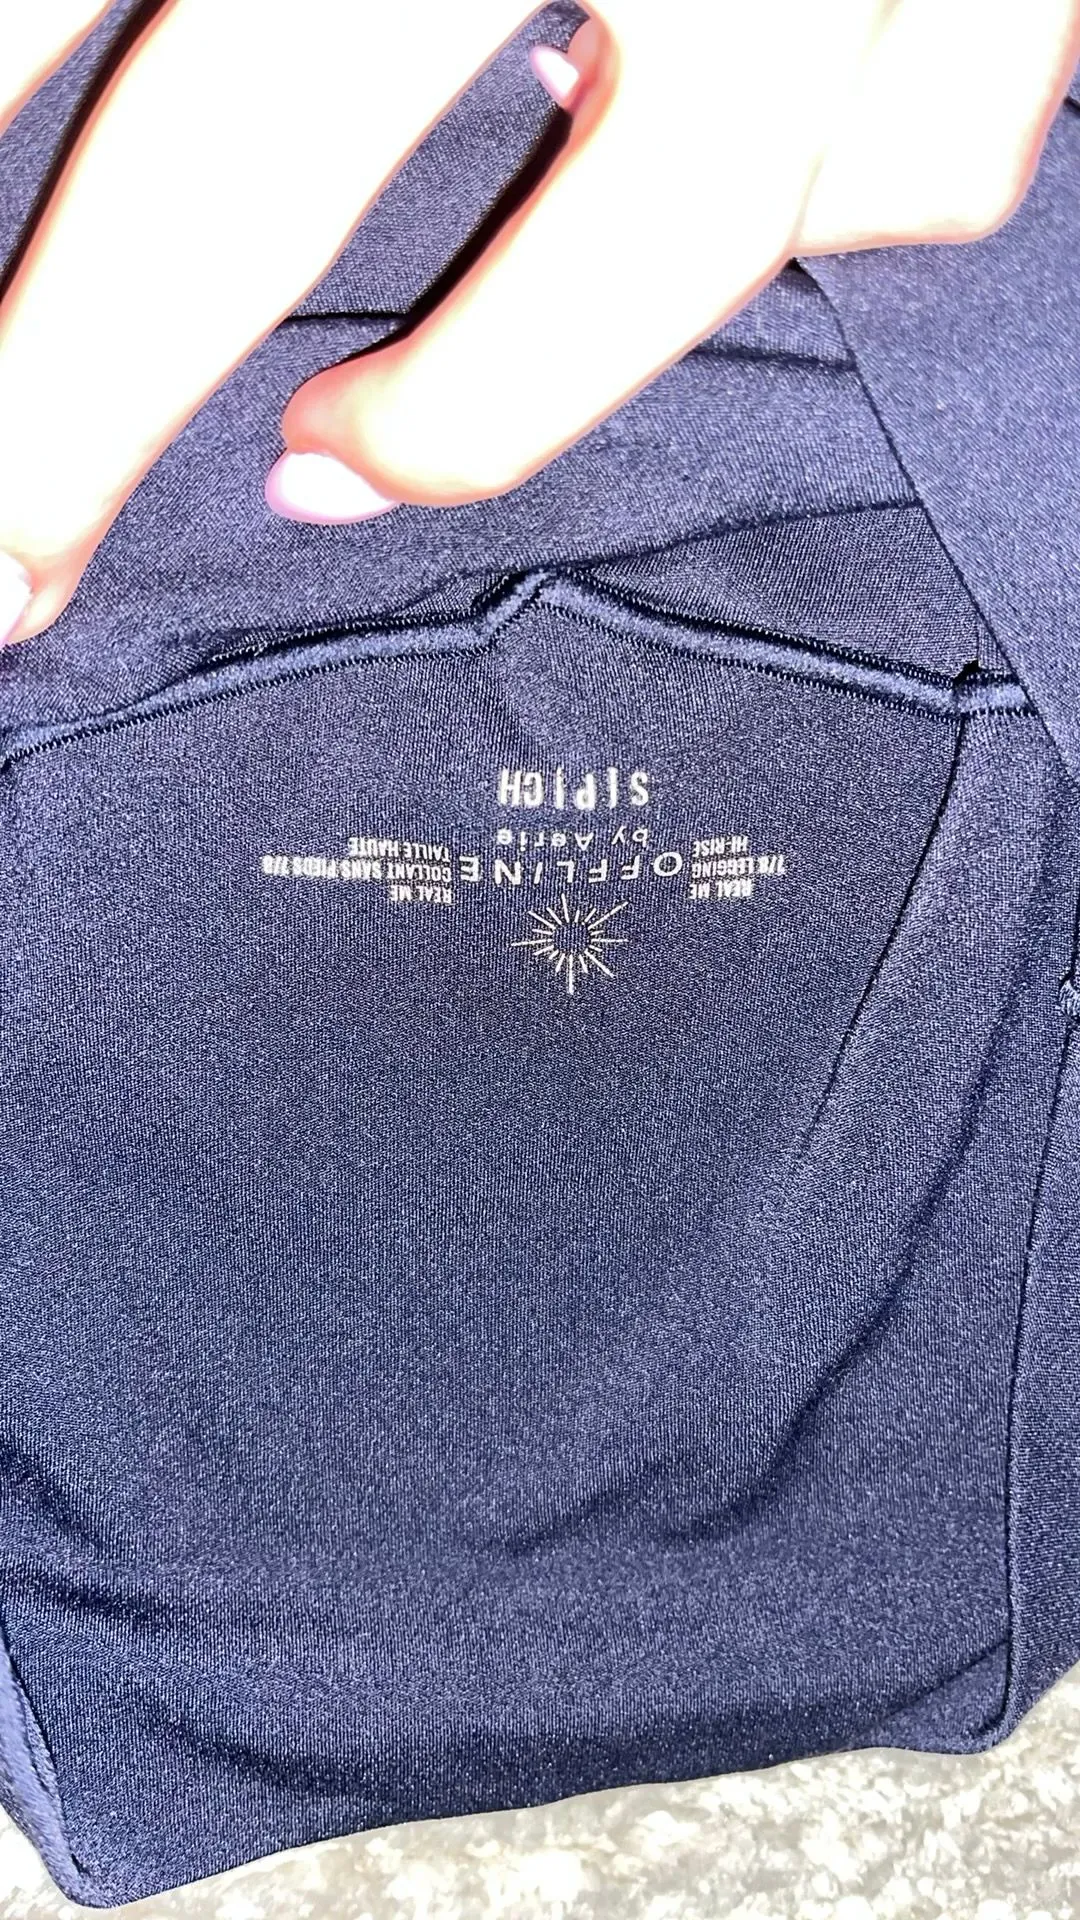 OFFLINE
by Aerie
S|P|CH
REAL ME
7/8 LEGGING
HI-RISE
REAL ME
COLLANT SANS PIEDS 7/8
TAILLE HAUTE